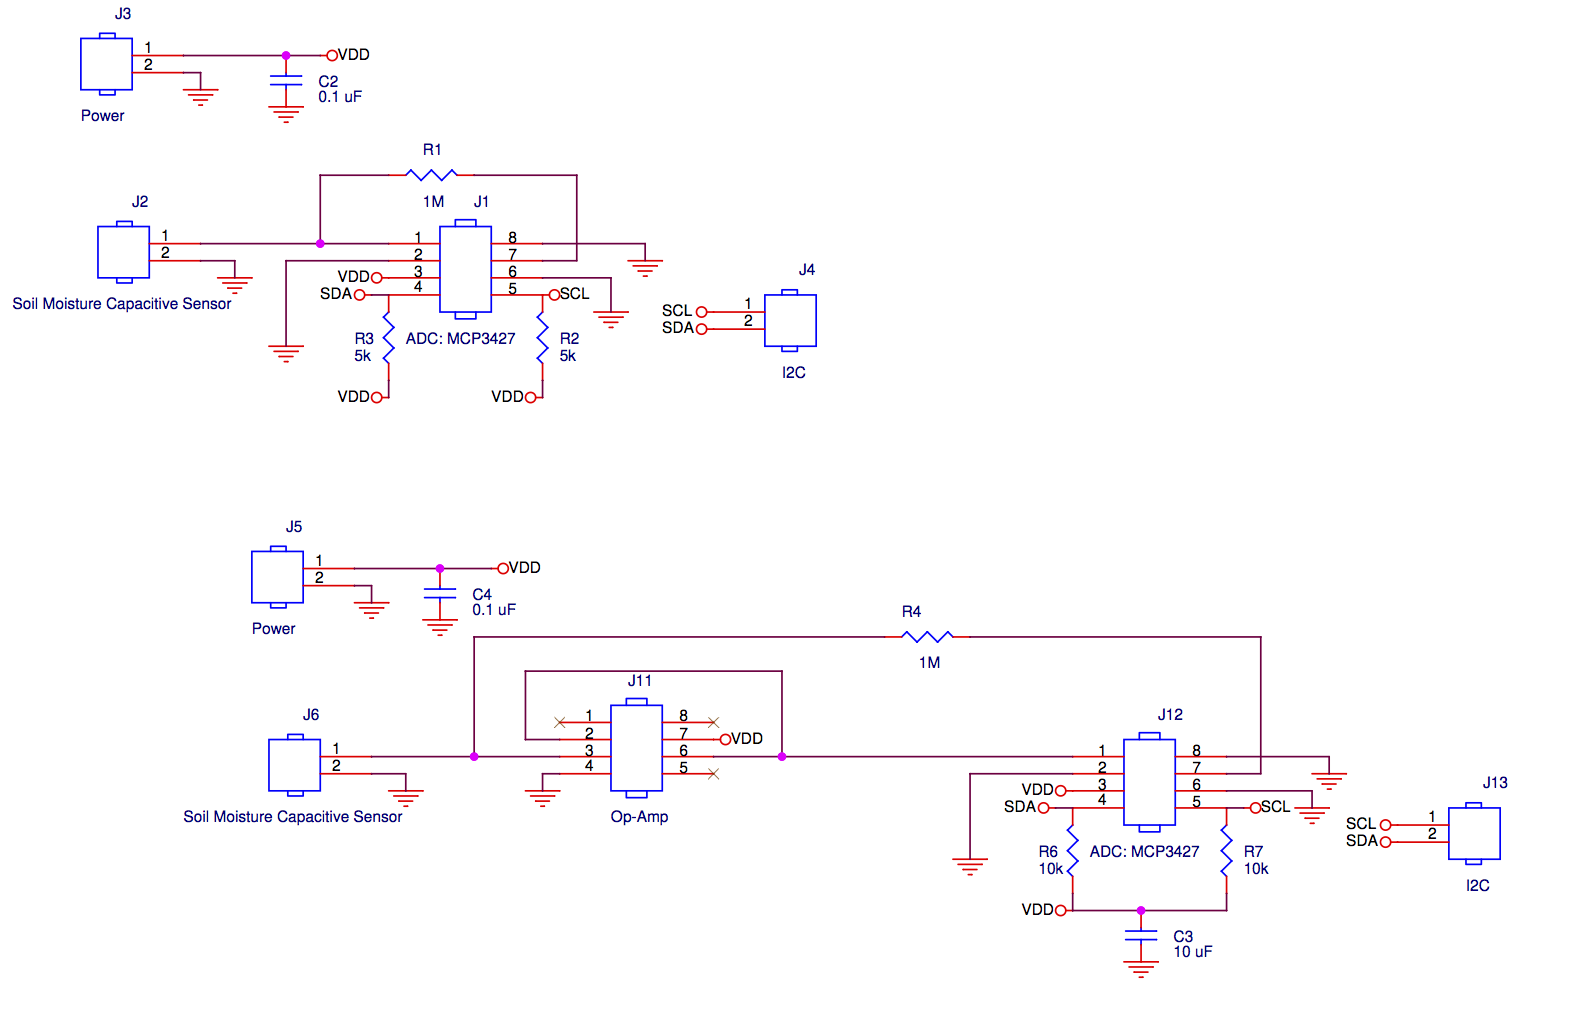 J3
1
2
VDD
C2
0.1 uF
Power
R1
1M
J2
1
2
Soil Moisture Capacitive Sensor
J1
1
2
3
4
8
7
6
5
VDD
SDA
SCL
R3
5k
ADC: MCP3427
R2
5k
VDD
VDD
J4
SCL
SDA
1
2
I2C
J5
1
2
VDD
C4
0.1 uF
Power
R4
1M
J6
1
2
Soil Moisture Capacitive Sensor
J11
1
2
3
4
8
7
6
5
VDD
Op-Amp
J12
1
2
3
4
8
7
6
5
VDD
SDA
SCL
R6
10k
ADC: MCP3427
R7
10k
VDD
C3
10 uF
J13
SCL
SDA
1
2
I2C